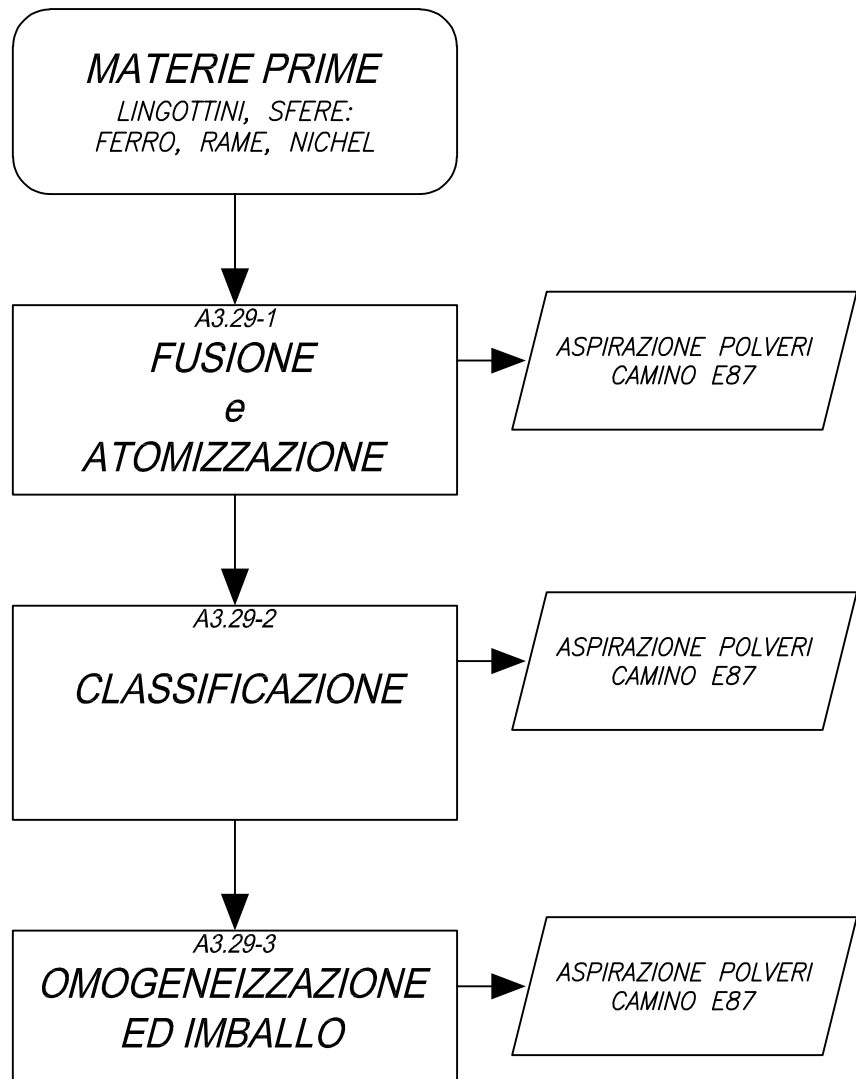 MATERIE PRIME
LINGOTTINI, SFERE:
FERRO, RAME, NICHEL
A3.29-1
FUSIONE
e
ATOMIZZAZIONE
ASPIRAZIONE POLVERI
CAMINO E87
A3.29-2
CLASSIFICAZIONE
ASPIRAZIONE POLVERI
CAMINO E87
A3.29-3
OMOGENEIZZAZIONE
ED IMBALLO
ASPIRAZIONE POLVERI
CAMINO E87